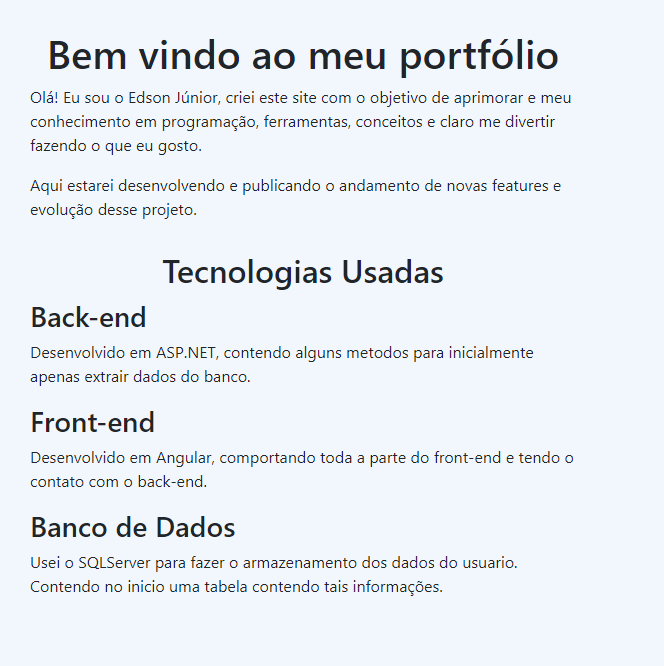 Bem vindo ao meu portfólio
Olá! Eu sou o Edson Júnior, criei este site com o objetivo de aprimorar e meu
conhecimento em programação, ferramentas, conceitos e claro me divertir
fazendo o que eu gosto.
Aqui estarei desenvolvendo e publicando o andamento de novas features e
evolução desse projeto.
Tecnologias Usadas
Back-end
Desenvolvido em ASP.NET, contendo alguns metodos para inicialmente
apenas extrair dados do banco.
Front-end
Desenvolvido em Angular, comportando toda a parte do front-end e tendo o
contato com o back-end.
Banco de Dados
Usei o SQLServer para fazer o armazenamento dos dados do usuario.
Contendo no inicio uma tabela contendo tais informações.